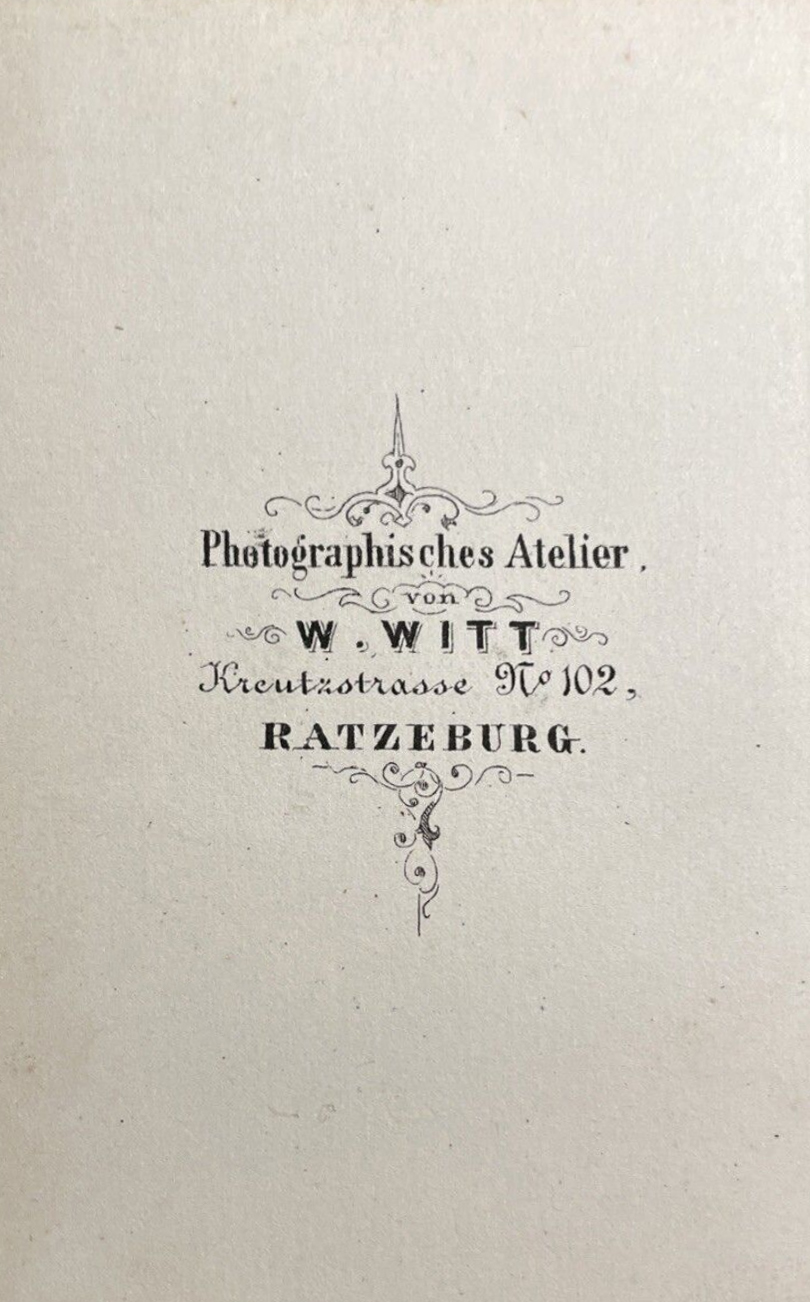 Photographisches Atelier.
von
W. WITT
Kreutzstrasse No 102,
RATZEBURG.